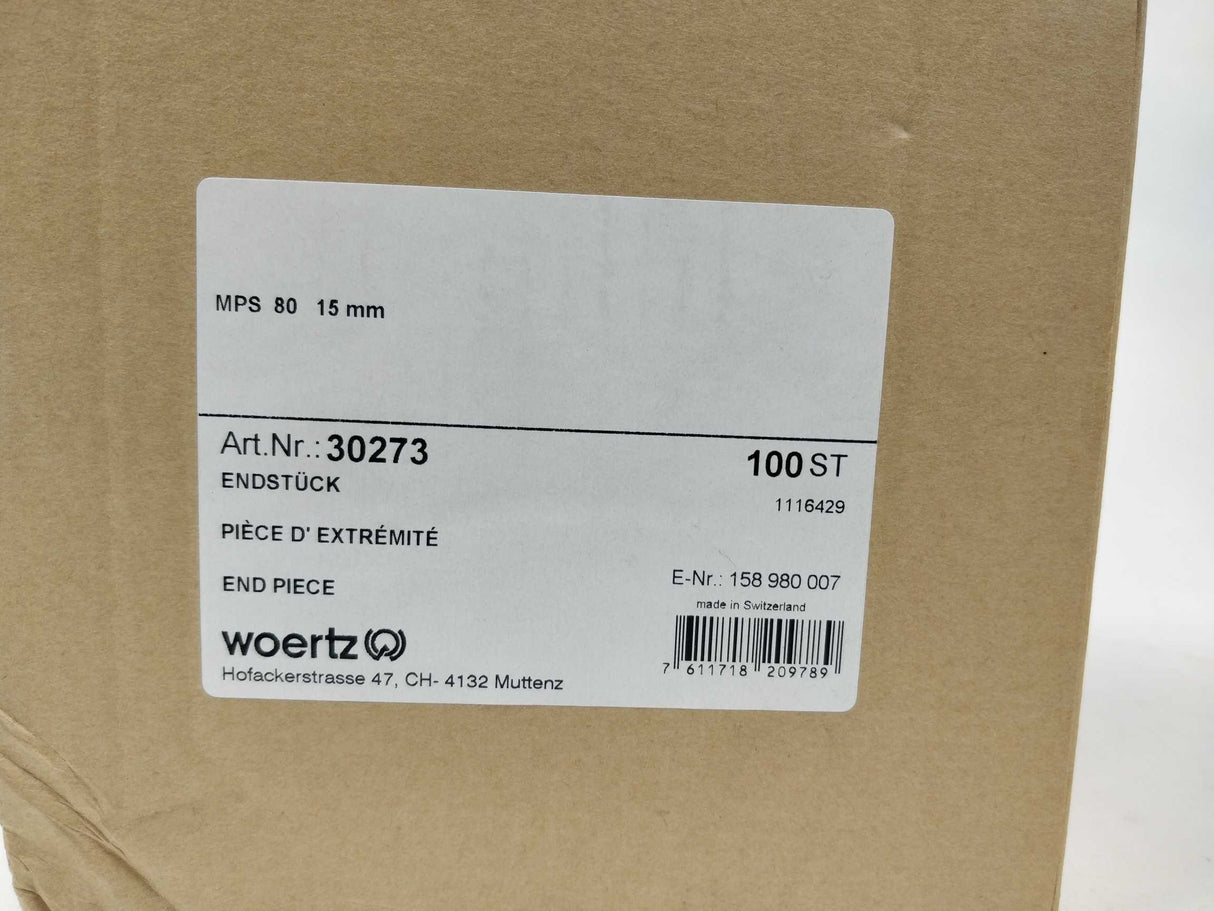 MPS 80 15 mm
Art.Nr.: 30273
100 ST
ENDSTÜCK
1116429
PIÈCE D' EXTRÉMITÉ
END PIECE
E-Nr.: 158 980 007
made in Switzerland
woertz
Hofackerstrasse 47, CH- 4132 Muttenz
7 611718 209789